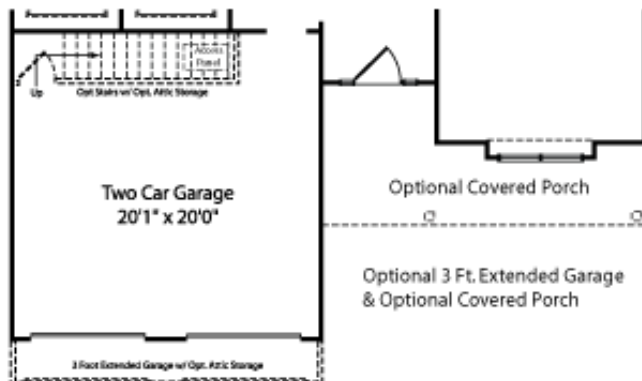 Access
Panel
Up
Opt Stairs w/ Opt. Attic Storage
Two Car Garage
20'1" x 20'0"
Optional Covered Porch
Optional 3 Ft. Extended Garage
& Optional Covered Porch
3 Foot Extended Garage w/ Opt. Attic Storage